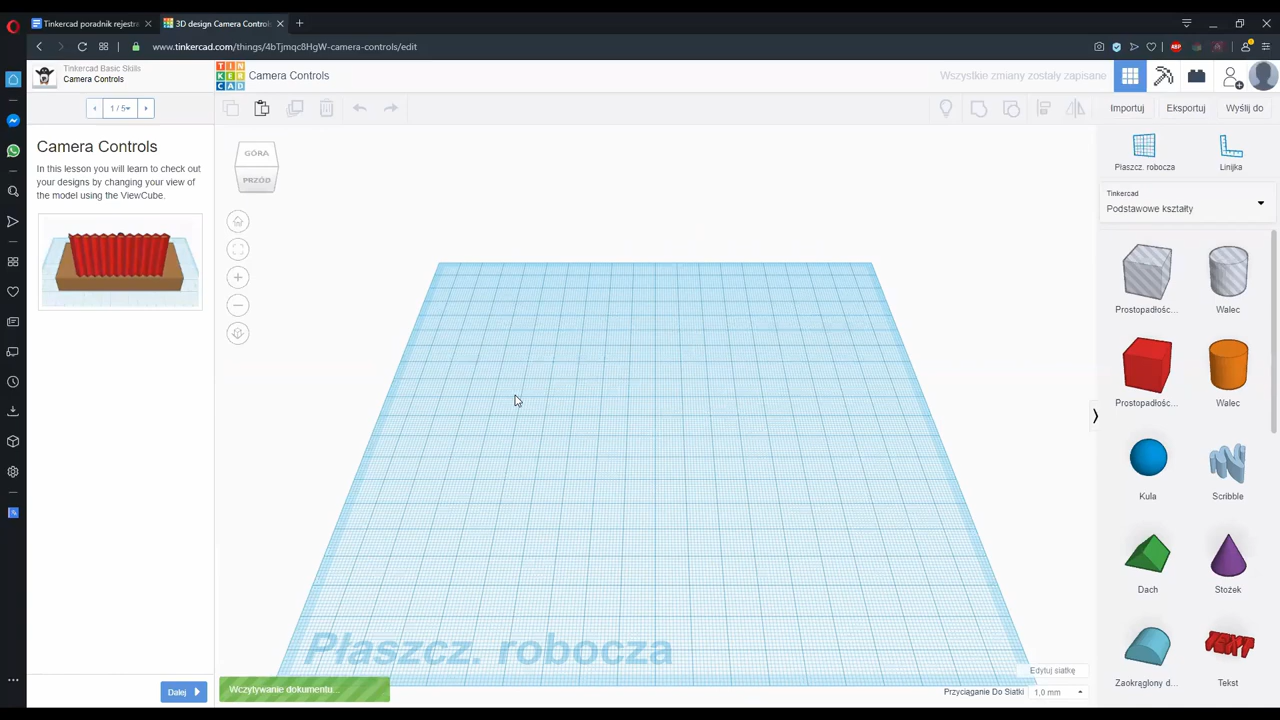 Tinkercad poradnik rejestr
3D design Camera Control
www.tinkercad.com/things/4bTjmqc8HgW-camera-controls/edit
Tinkercad Basic Skills
Camera Controls
TIN
KER
CAD
Camera Controls
Wszystkie zmiany zostały zapisane
1 / 5
Importuj
Eksportuj
Wyślij do
Camera Controls
In this lesson you will learn to check out
your designs by changing your view of
the model using the ViewCube.
GÓRA
PRZÓD
Płaszcz. robocza
Linijka
Tinkercad
Podstawowe kształty
Prostopadłośc...
Walec
Prostopadłośc...
Walec
Kula
Scribble
Dach
Stożek
TEKT
Zaokrąglony d...
Tekst
Płaszcz. robocza
Edytuj siatkę
Dalej
Wczytywanie dokumentu...
Przyciąganie Do Siatki
1,0 mm
ABP
1